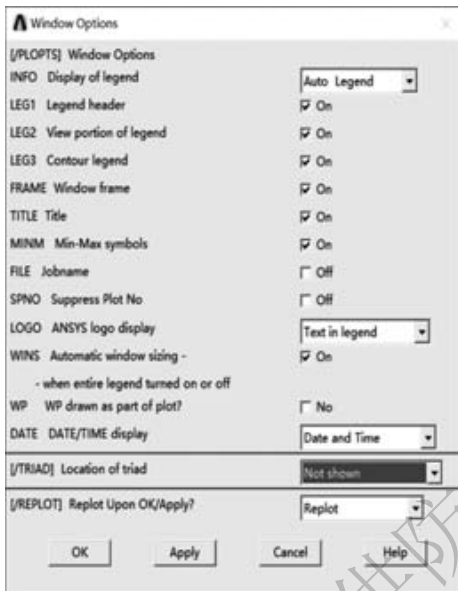 Window Options
[/PLOPTS] Window Options
INFO Display of legend Auto Legend
LEG1 Legend header On
LEG2 View portion of legend On
LEG3 Contour legend On
FRAME Window frame On
TITLE Title On
MINM Min-Max symbols On
FILE Jobname Off
SPNO Suppress Plot No Off
LOGO ANSYS logo display Text in legend
WINS Automatic window sizing - On
- when entire legend turned on or off
WP WP drawn as part of plot? No
DATE DATE/TIME display Date and Time
[/TRIAD] Location of triad Not shown
[/REPLOT] Replot Upon OK/Apply? Replot
OK Apply Cancel Help
供防